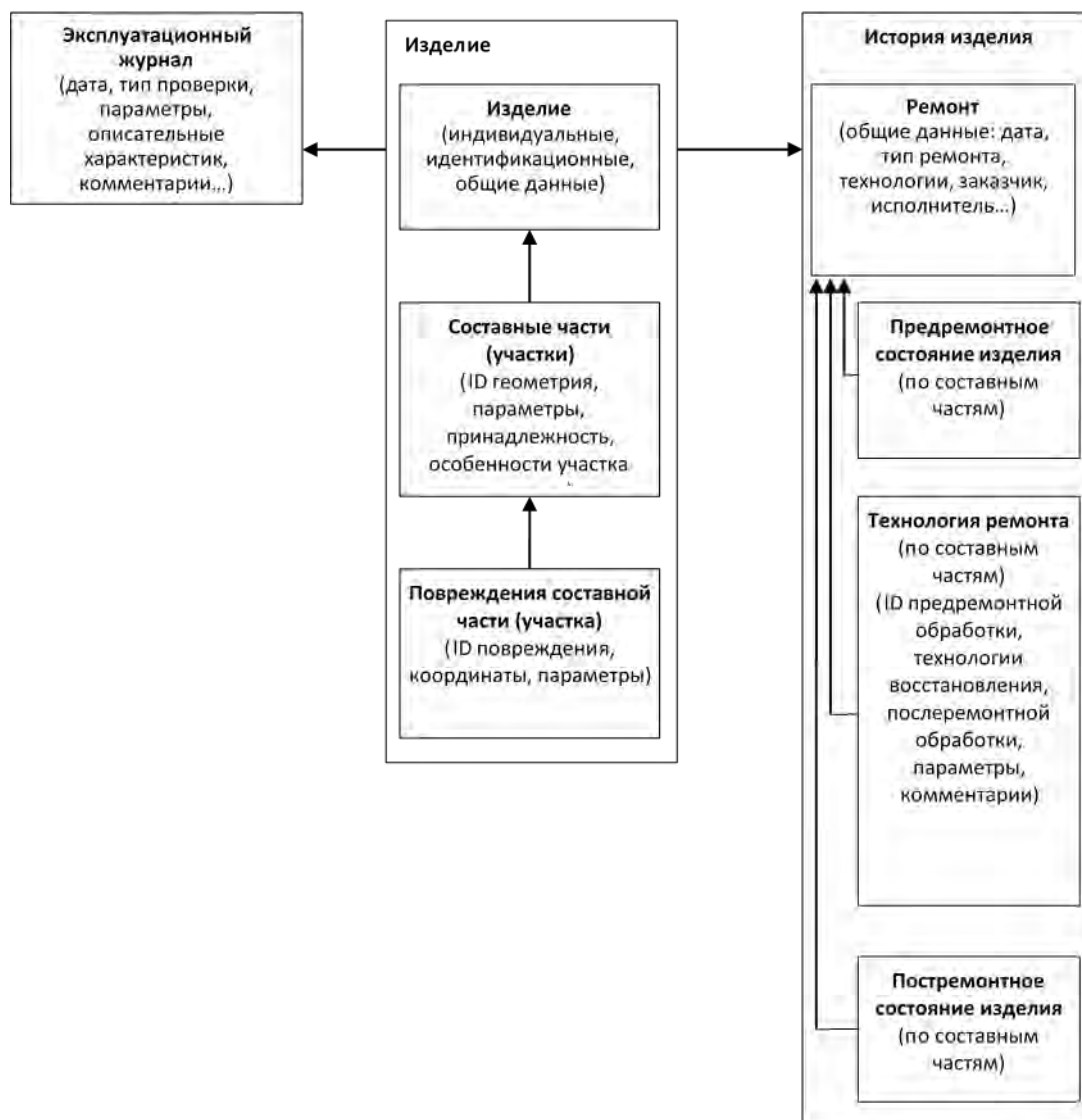 Эксплуатационный
журнал
(дата, тип проверки,
параметры,
описательные
характеристик,
комментарии...)
Изделие
Изделие
(индивидуальные,
идентификационные,
общие данные)
Составные части
(участки)
(ID геометрия,
параметры,
принадлежность,
особенности участка
Повреждения составной
части (участка)
(ID повреждения,
координаты, параметры)
История изделия
Ремонт
(общие данные: дата,
тип ремонта,
технологии, заказчик,
исполнитель...)
Предремонтное
состояние изделия
(по составным
частям)
Технология ремонта
(по составным
частям)
(ID предремонтной
обработки,
технологии
восстановления,
послеремонтной
обработки,
параметры,
комментарии)
Постремонтное
состояние изделия
(по составным
частям)